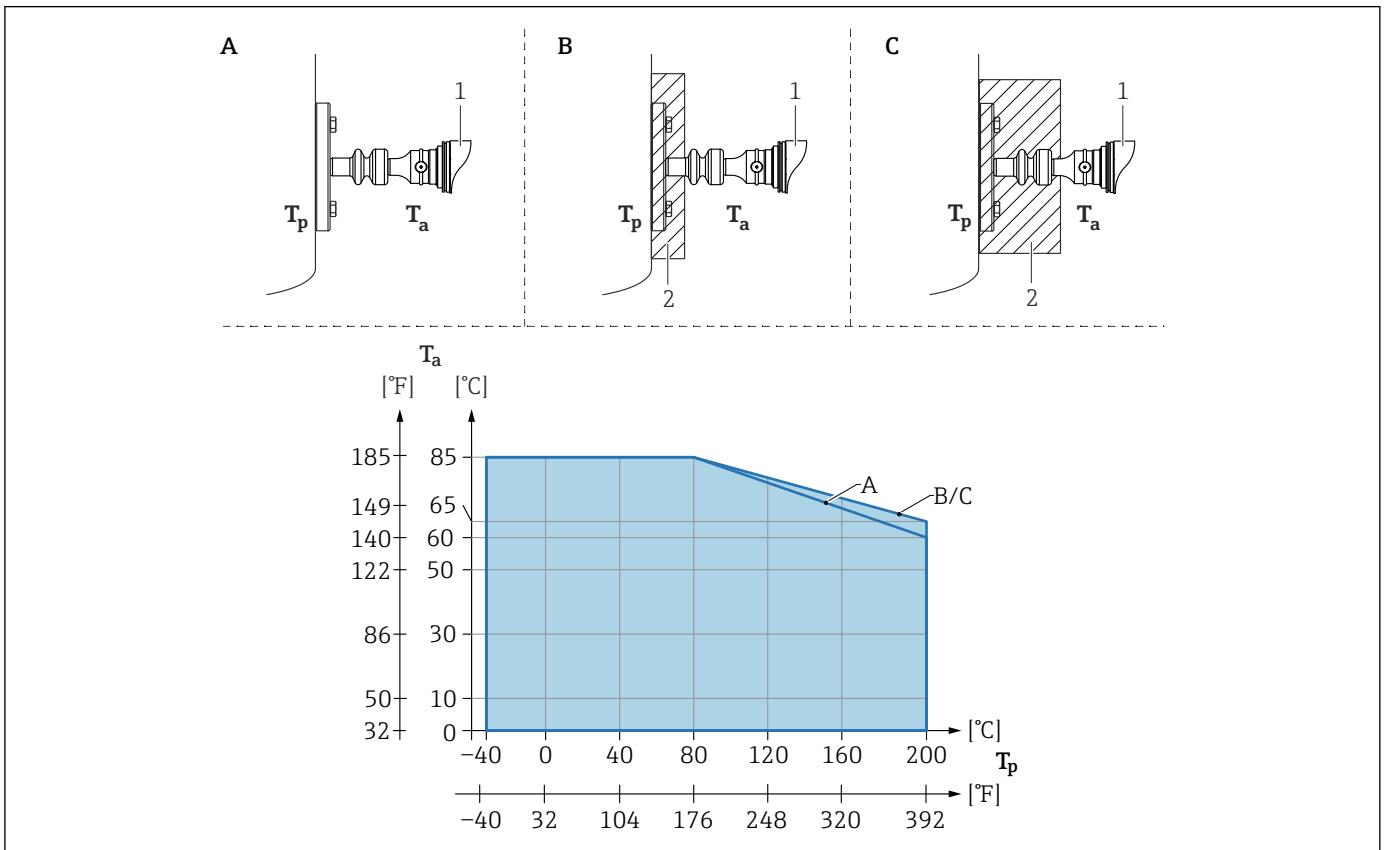 A B C
1 1 1
Tp Ta Tp Ta Tp Ta
2 2
Ta
[°F] [°C]
185 85
149 65
140 60
122 50
86 30
50 10
32 0
A
B/C
[°C]
−40 0 40 80 120 160 200
Tp
[°F]
−40 32 104 176 248 320 392